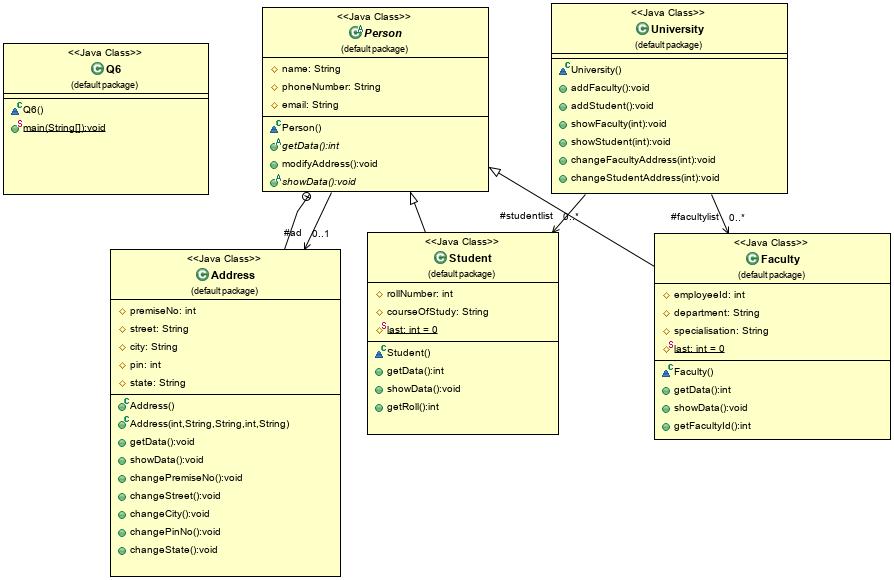 <<Java Class>>
Q6
(default package)
Q6()
main(String[]):void
<<Java Class>>
Person
(default package)
name: String
phoneNumber: String
email: String
Person()
getData():int
modifyAddress():void
showData():void
<<Java Class>>
University
(default package)
University()
addFaculty():void
addStudent():void
showFaculty(int):void
showStudent(int):void
changeFacultyAddress(int):void
changeStudentAddress(int):void
#ad 0..1
#studentlist 0..*
#facultylist 0..*
<<Java Class>>
Address
(default package)
premiseNo: int
street: String
city: String
pin: int
state: String
Address()
Address(int,String,String,int,String)
getData():void
showData():void
changePremiseNo():void
changeStreet():void
changeCity():void
changePinNo():void
changeState():void
<<Java Class>>
Student
(default package)
rollNumber: int
courseOfStudy: String
last: int = 0
Student()
getData():int
showData():void
getRoll():int
<<Java Class>>
Faculty
(default package)
employeeId: int
department: String
specialisation: String
last: int = 0
Faculty()
getData():int
showData():void
getFacultyId():int